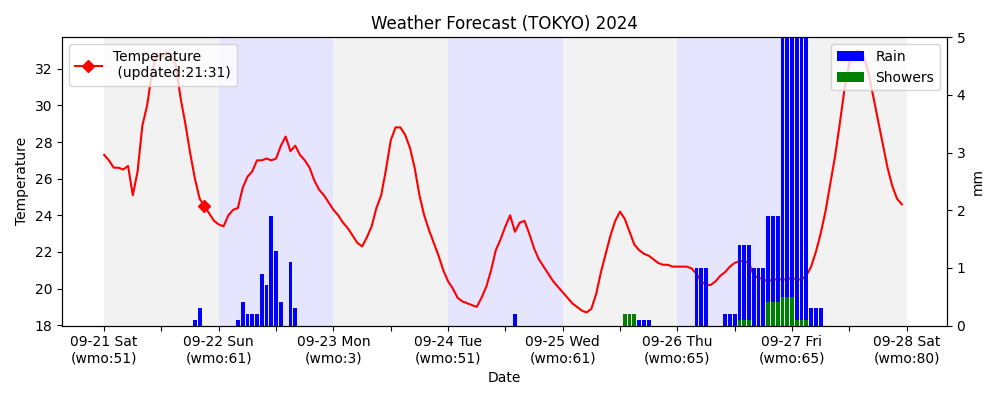 Weather Forecast (TOKYO) 2024
Temperature
(updated:21:31)
Rain
Showers
Temperature
32
30
28
26
24
22
20
18
5
4
3
2
1
0
mm
09-21 Sat
(wmo:51)
09-22 Sun
(wmo:61)
09-23 Mon
(wmo:3)
09-24 Tue
(wmo:51)
09-25 Wed
(wmo:61)
09-26 Thu
(wmo:65)
09-27 Fri
(wmo:65)
09-28 Sat
(wmo:80)
Date